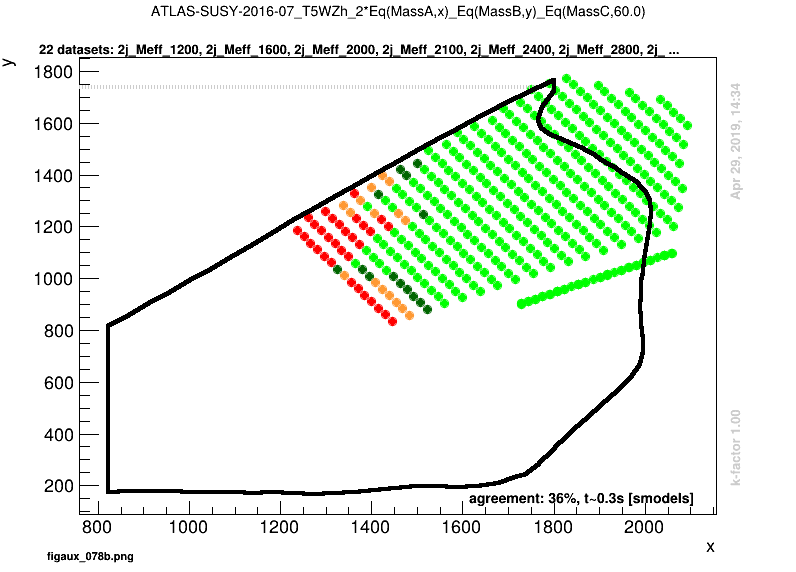 ATLAS-SUSY-2016-07_T5WZh_2*Eq(MassA,x)_Eq(MassB,y)_Eq(MassC,60.0)
22 datasets: 2j_Meff_1200, 2j_Meff_1600, 2j_Meff_2000, 2j_Meff_2100, 2j_Meff_2400, 2j_Meff_2800, 2j_ ...
y
1800
1600
1400
1200
1000
800
600
400
200
Apr 29, 2019, 14:34
k-factor 1.00
agreement: 36%, t~0.3s [smodels]
800 1000 1200 1400 1600 1800 2000
x
figaux_078b.png